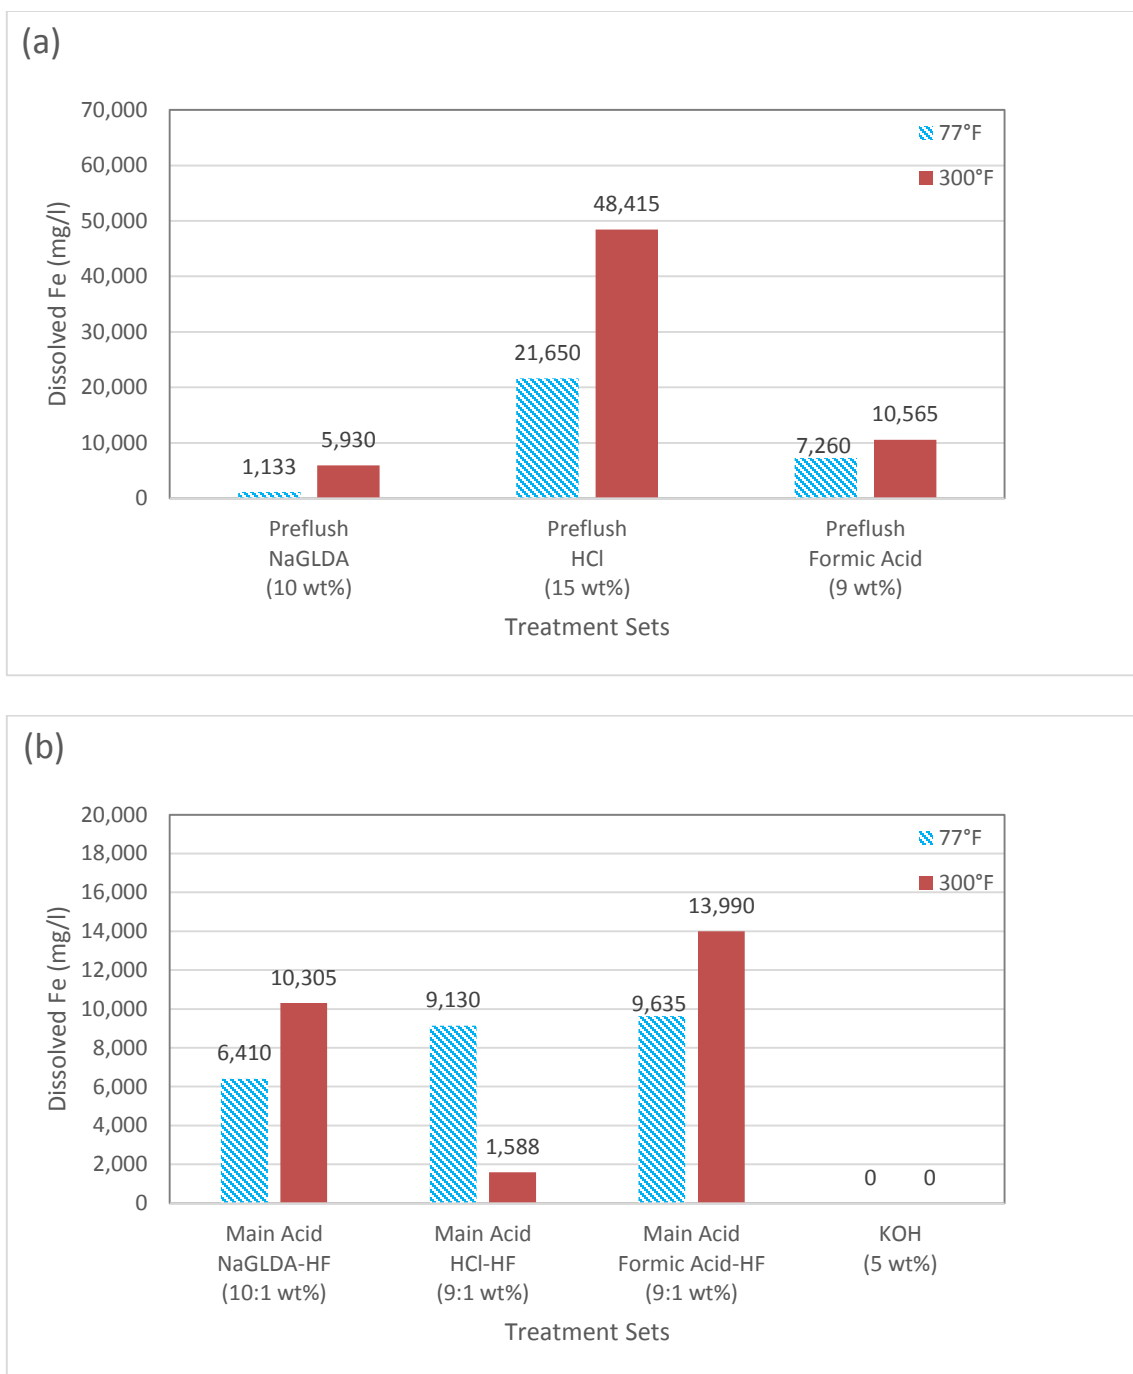 (a)
70,000
60,000
50,000
40,000
30,000
20,000
10,000
0
Dissolved Fe (mg/l)
77°F
300°F
1,133
5,930
21,650
48,415
7,260
10,565
Preflush
NaGLDA
(10 wt%)
Preflush
HCl
(15 wt%)
Preflush
Formic Acid
(9 wt%)
Treatment Sets
(b)
20,000
18,000
16,000
14,000
12,000
10,000
8,000
6,000
4,000
2,000
0
Dissolved Fe (mg/l)
77°F
300°F
6,410
10,305
9,130
1,588
9,635
13,990
0
0
Main Acid
NaGLDA-HF
(10:1 wt%)
Main Acid
HCl-HF
(9:1 wt%)
Main Acid
Formic Acid-HF
(9:1 wt%)
KOH
(5 wt%)
Treatment Sets